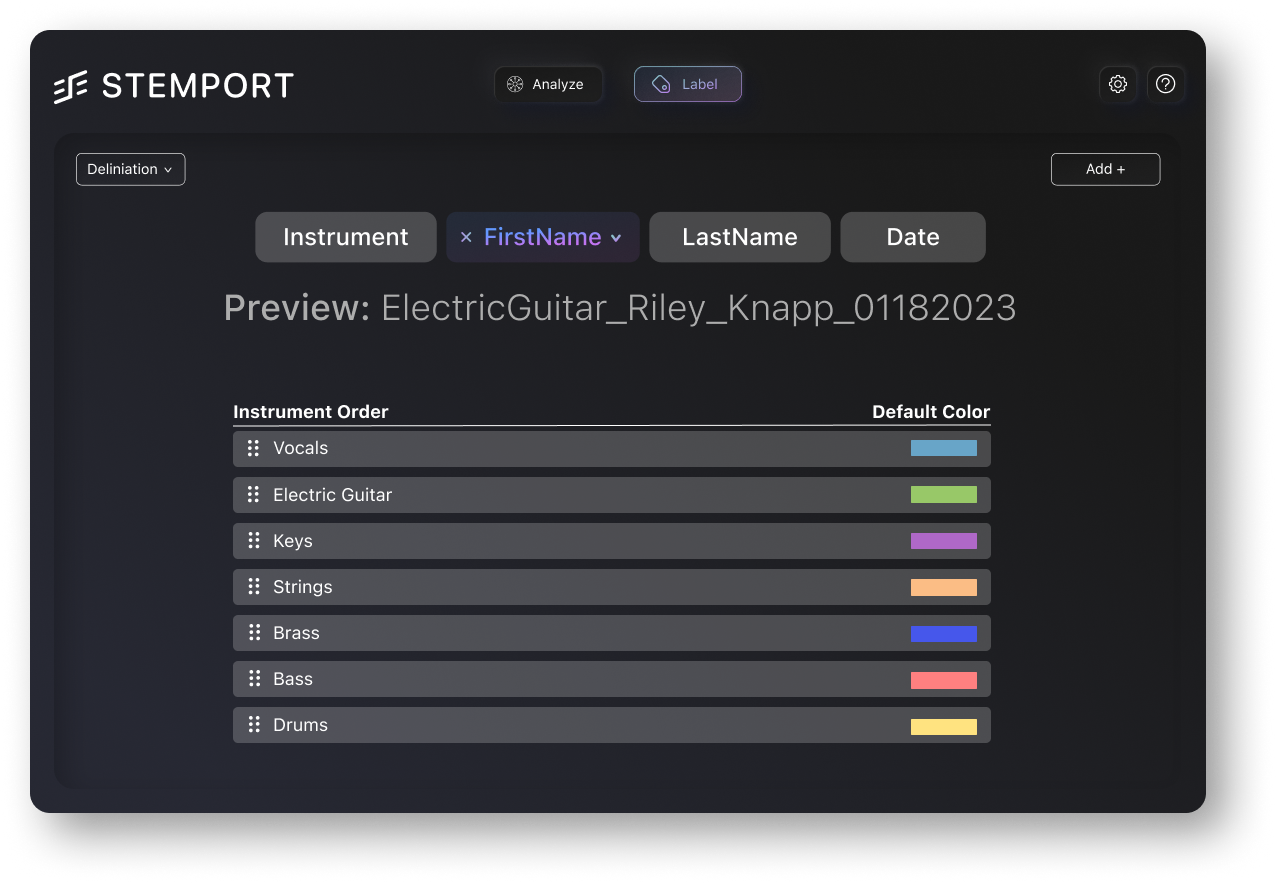 STEMPORT
Analyze
Label
Deliniation
Add +
Instrument
× FirstName
LastName
Date
Preview: ElectricGuitar_Riley_Knapp_01182023
Instrument Order Default Color
Vocals
Electric Guitar
Keys
Strings
Brass
Bass
Drums